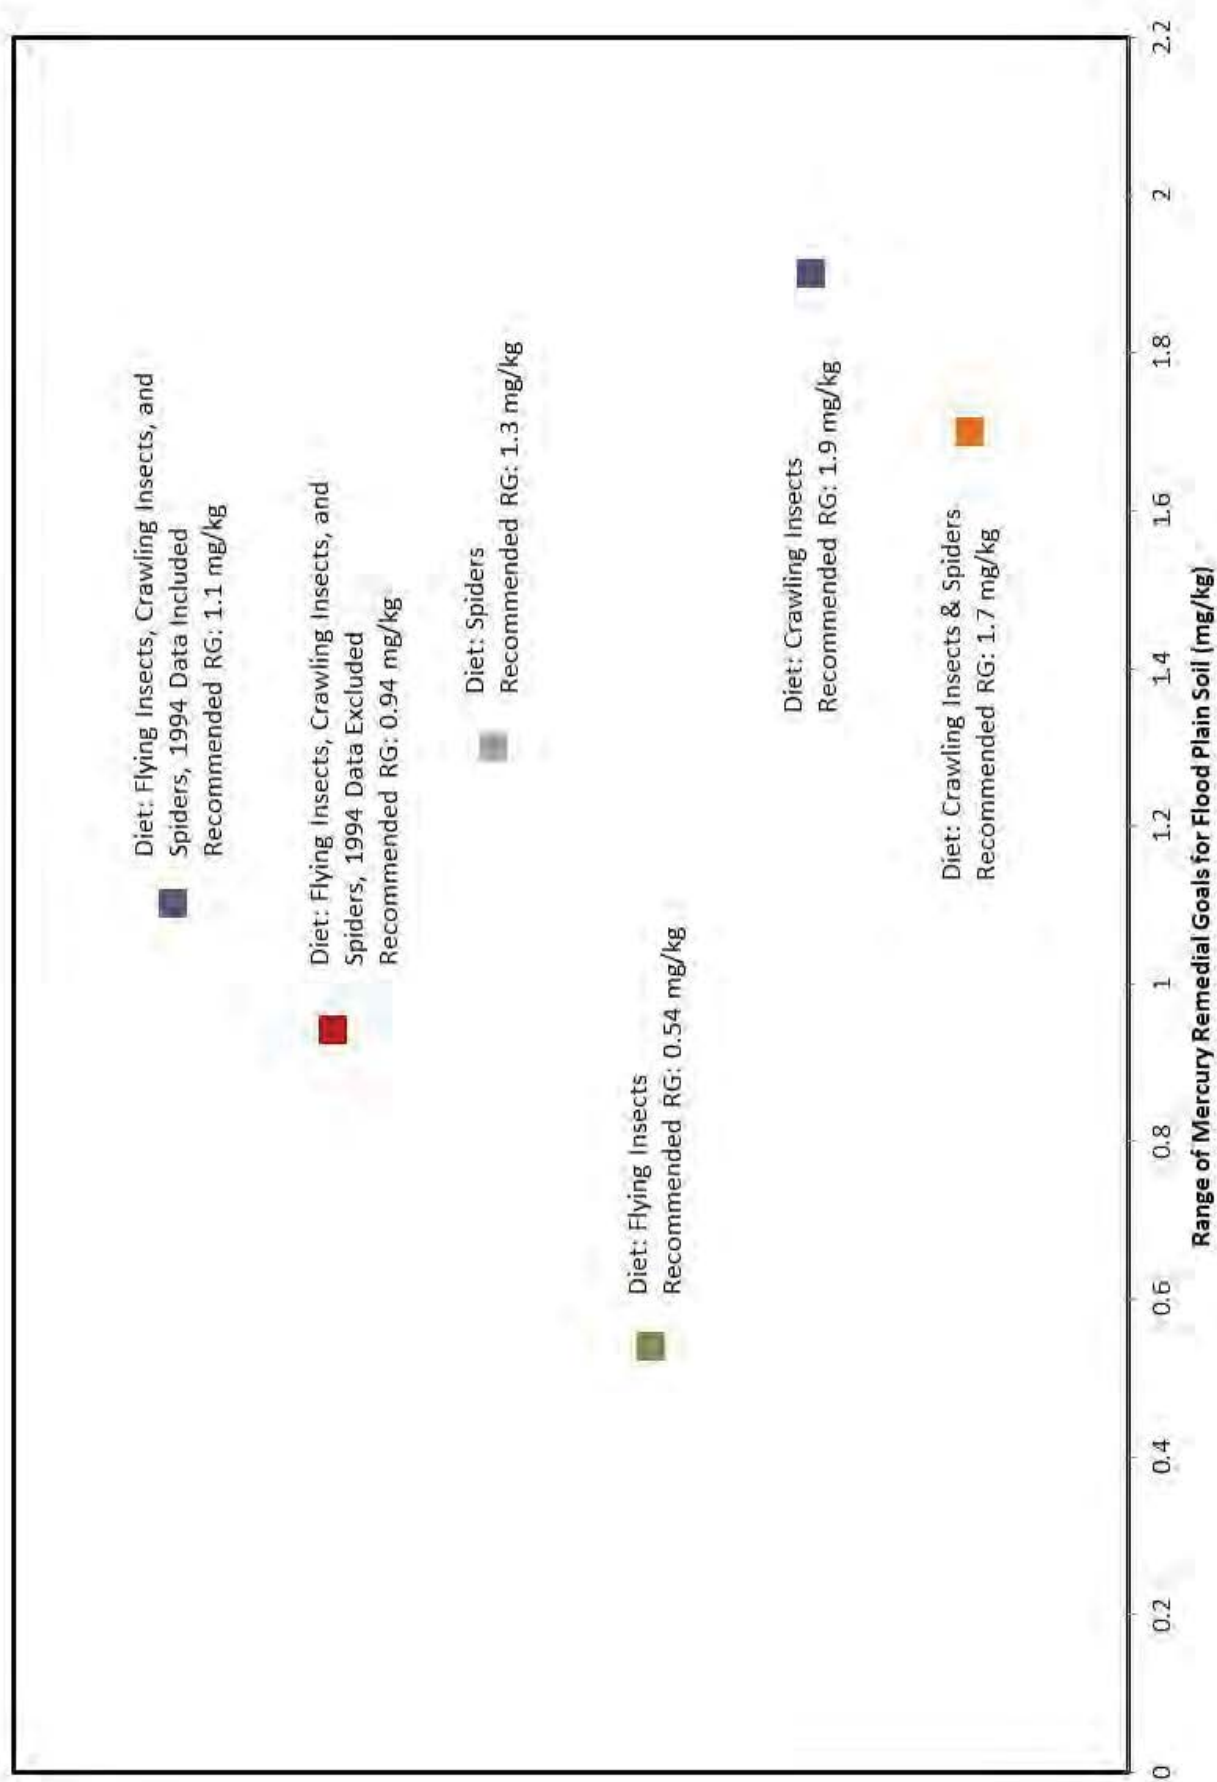 Diet: Flying Insects, Crawling Insects, and
Spiders, 1994 Data Included
Recommended RG: 1.1 mg/kg
Diet: Flying Insects, Crawling Insects, and
Spiders, 1994 Data Excluded
Recommended RG: 0.94 mg/kg
Diet: Spiders
Recommended RG: 1.3 mg/kg
Diet: Flying Insects
Recommended RG: 0.54 mg/kg
Diet: Crawling Insects
Recommended RG: 1.9 mg/kg
Diet: Crawling Insects & Spiders
Recommended RG: 1.7 mg/kg
0 0.2 0.4 0.6 0.8 1 1.2 1.4 1.6 1.8 2 2.2
Range of Mercury Remedial Goals for Flood Plain Soil (mg/kg)